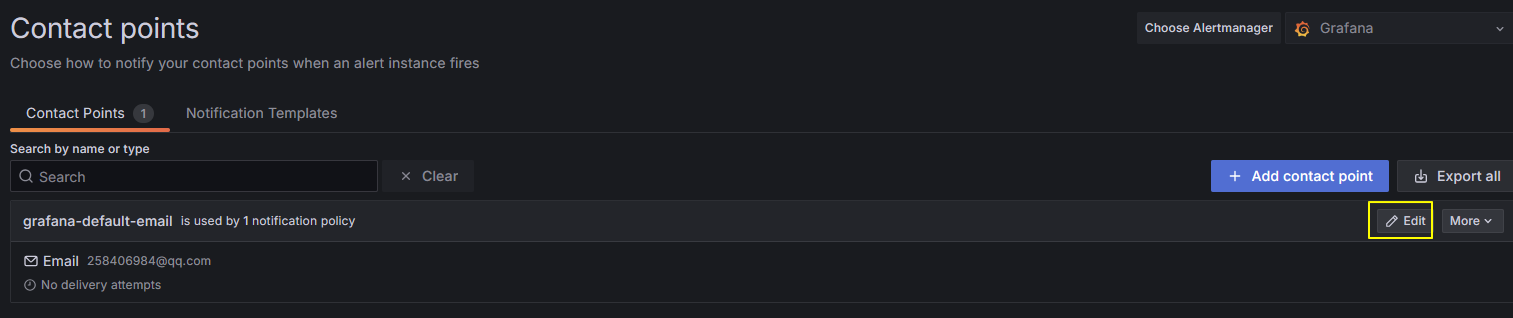 Contact points
Choose Alertmanager
Grafana
Choose how to notify your contact points when an alert instance fires
Contact Points 1
Notification Templates
Search by name or type
Search
Clear
Add contact point
Export all
grafana-default-email is used by 1 notification policy
Edit
More
Email 258406984@qq.com
No delivery attempts